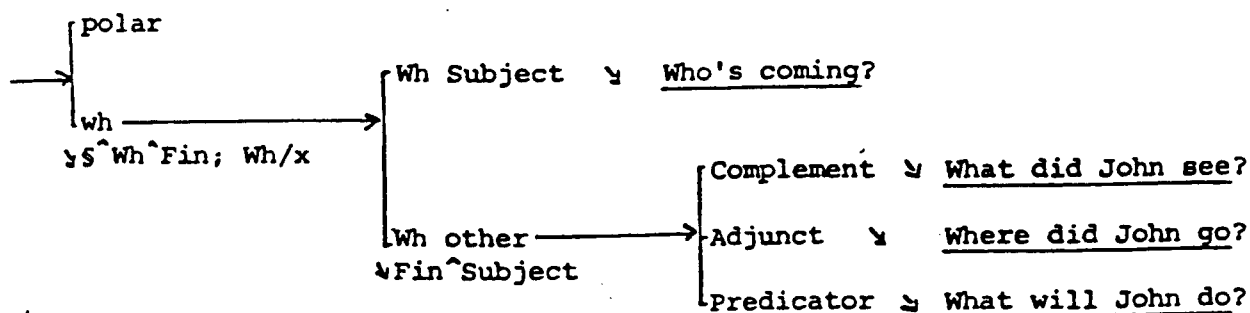 polar
Wh Subject ↘ Who's coming?
wh
↘§^Wh^Fin; Wh/x
Complement ↘ What did John see?
Wh other
Adjunct ↘ Where did John go?
↘Fin^Subject
Predicator ↘ What will John do?